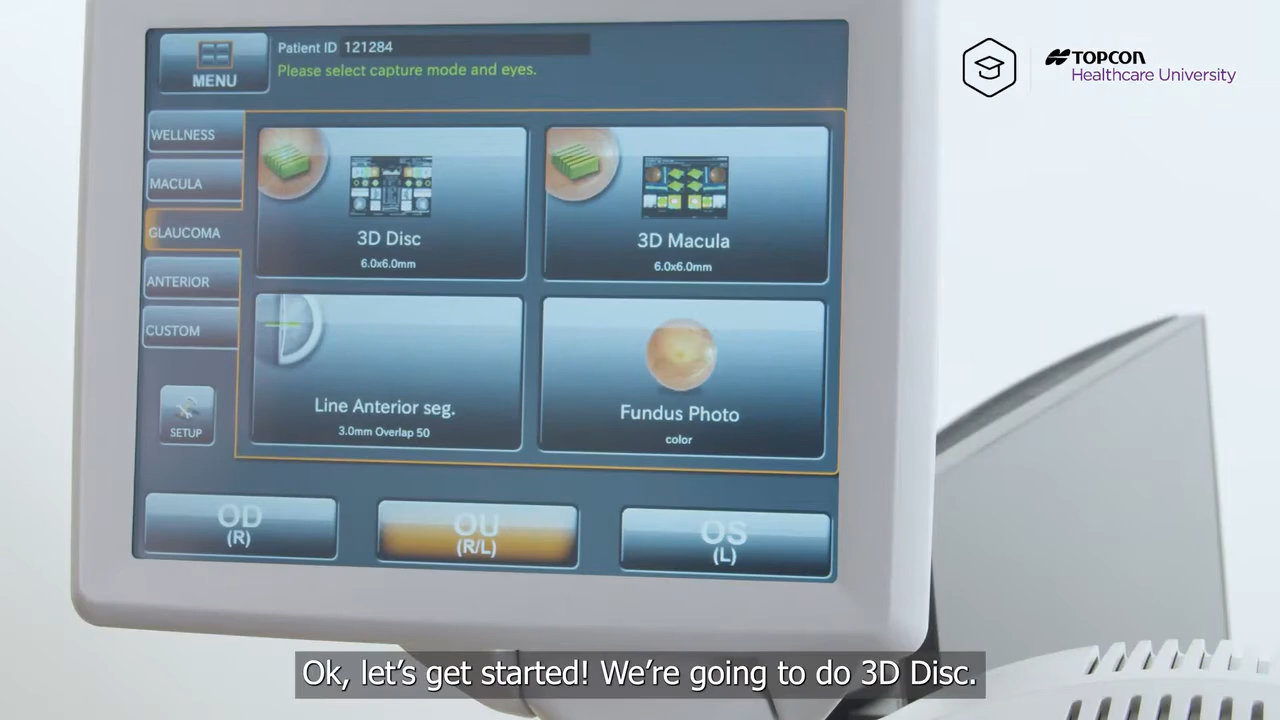 MENU
Patient ID 121284
Please select capture mode and eyes.
TOPCON
Healthcare University
WELLNESS
MACULA
GLAUCOMA
ANTERIOR
CUSTOM
SETUP
3D Disc
6.0x6.0mm
3D Macula
6.0x6.0mm
Line Anterior seg.
3.0mm Overlap 50
Fundus Photo
color
OD
(R)
OU
(R/L)
OS
(L)
Ok, let's get started! We're going to do 3D Disc.